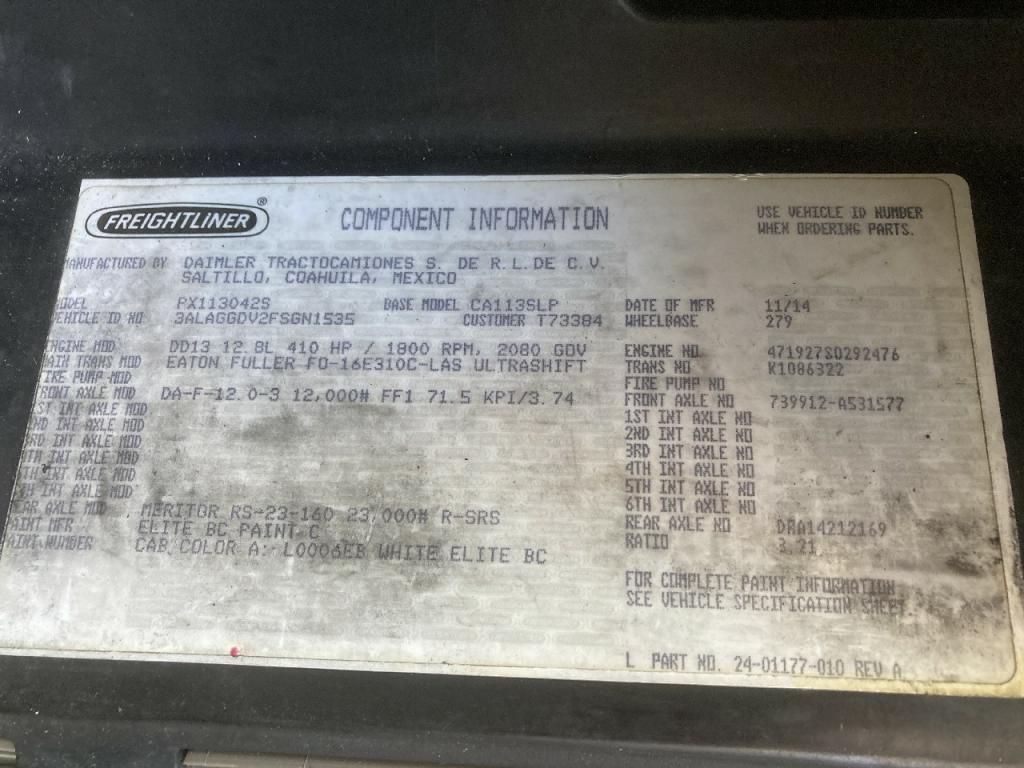 FREIGHTLINER®
COMPONENT INFORMATION
USE VEHICLE ID NUMBER
WHEN ORDERING PARTS.
MANUFACTURED BY DAIMLER TRACTOCAMIONES S. DE R.L.DE C.V.
SALTILLO, COAHUILA, MEXICO
MODEL PX113042S BASE MODEL CA113SLP DATE OF MFR 11/14
VEHICLE ID NO 3ALAGGDV2FSGN1535 CUSTOMER T73384 WHEELBASE 279
ENGINE MOD DD13 12.8L 410 HP / 1800 RPM, 2080 GOV ENGINE NO 471927S0292476
MAIN TRANS MOD EATON FULLER FO-16E310C-LAS ULTRASHIFT TRANS NO K1086322
FIRE PUMP MOD FIRE PUMP NO
FRONT AXLE MOD DA-F-12.0-3 12,000# FF1 71.5 KPI/3.74 FRONT AXLE NO 739912-A531577
1ST INT AXLE MOD 1ST INT AXLE NO
2ND INT AXLE MOD 2ND INT AXLE NO
3RD INT AXLE MOD 3RD INT AXLE NO
4TH INT AXLE MOD 4TH INT AXLE NO
5TH INT AXLE MOD 5TH INT AXLE NO
6TH INT AXLE MOD 6TH INT AXLE NO
REAR AXLE MOD MERITOR RS-23-160 23,000# R-SRS REAR AXLE NO DRA14212169
PAINT MFR ELITE BC PAINT C RATIO 3.21
PAINT NUMBER CAB COLOR A: L0006EB WHITE ELITE BC
FOR COMPLETE PAINT INFORMATION
SEE VEHICLE SPECIFICATION SHEET
L PART NO. 24-01177-010 REV A